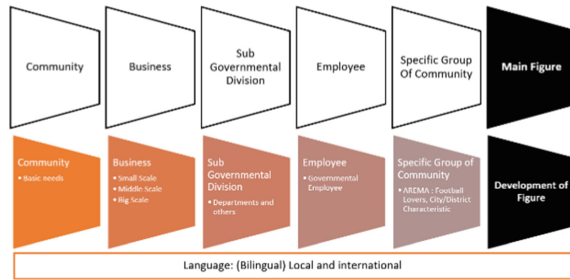 Community
Business
Sub
Governmental
Division
Employee
Specific Group
Of Community
Main Figure
Community
• Basic needs
Business
• Small Scale
• Middle Scale
• Big Scale
Sub
Governmental
Division
• Departments and
others
Employee
• Governmental
Employee
Specific Group of
Community
• AREMA : Football
Lovers, City/District
Characteristic
Development of
Figure
Language: (Bilingual) Local and international